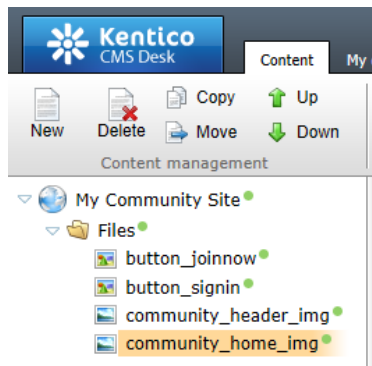 Kentico
CMS Desk
Content
My
New
Delete
Copy
Move
Up
Down
Content management
My Community Site
Files
button_joinnow
button_signin
community_header_img
community_home_img